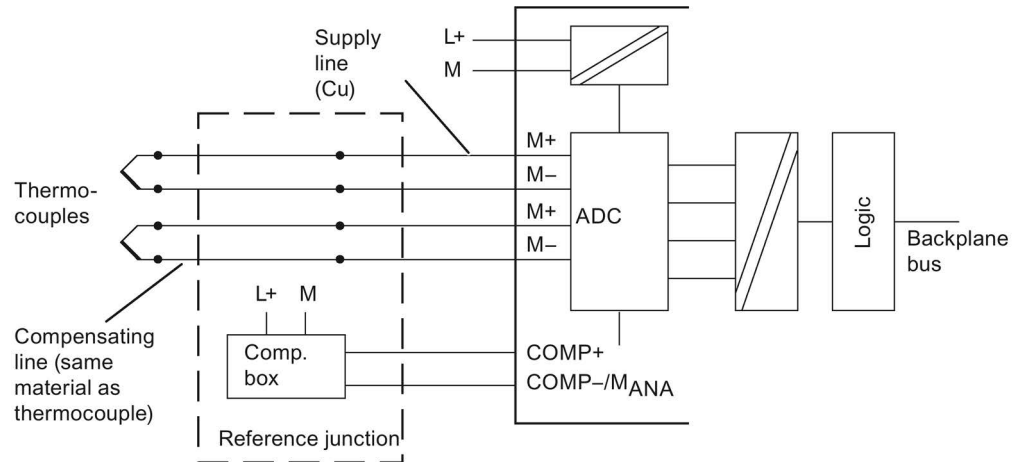 Supply
line
(Cu)
L+
M
Thermo-
couples
M+
M–
M+
M–
ADC
Logic
Backplane
bus
Compensating
line (same
material as
thermocouple)
L+ M
Comp.
box
COMP+
COMP–/MANA
Reference junction